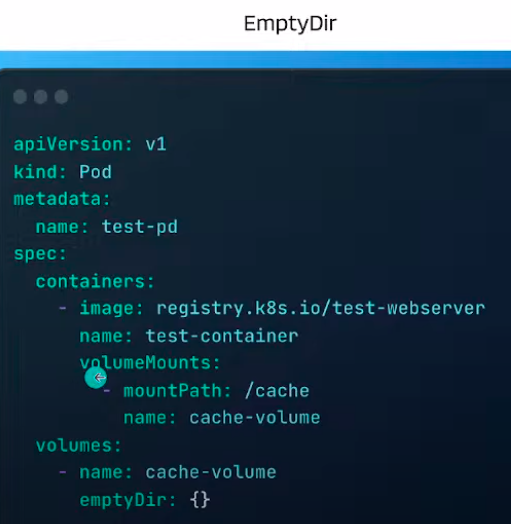 EmptyDir
apiVersion: v1
kind: Pod
metadata:
  name: test-pd
spec:
  containers:
    - image: registry.k8s.io/test-webserver
      name: test-container
      volumeMounts:
        - mountPath: /cache
          name: cache-volume
  volumes:
    - name: cache-volume
      emptyDir: {}